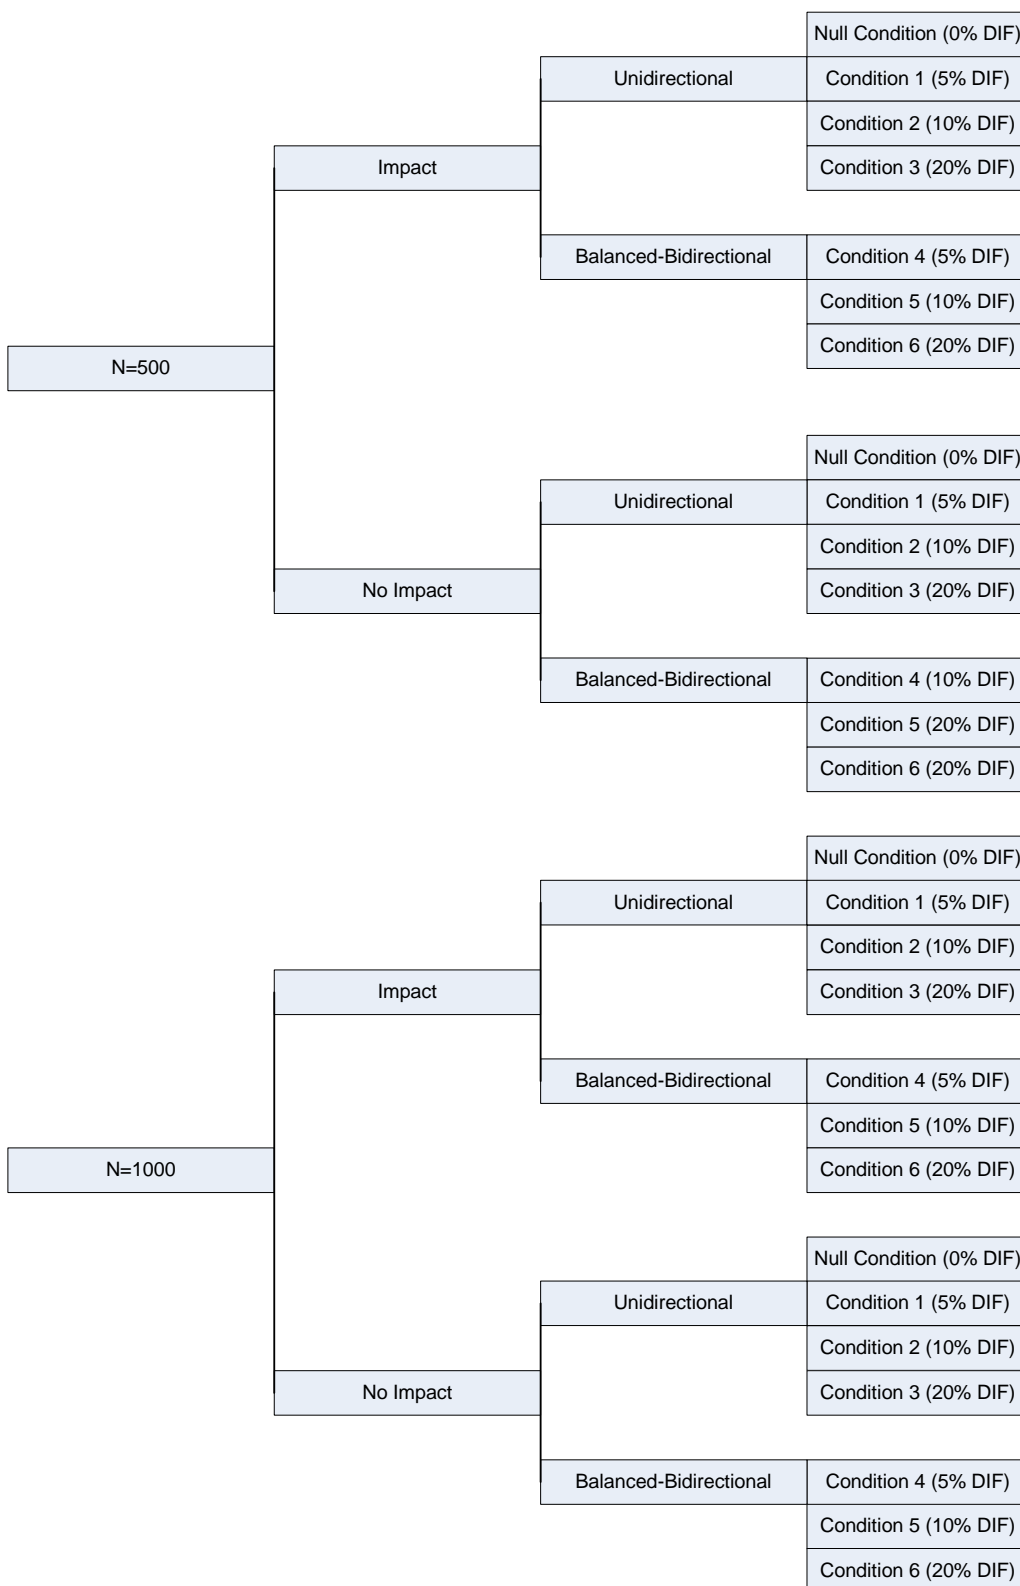 Null Condition (0% DIF)
Unidirectional
Condition 1 (5% DIF)
Condition 2 (10% DIF)
Impact
Condition 3 (20% DIF)
Balanced-Bidirectional
Condition 4 (5% DIF)
Condition 5 (10% DIF)
Condition 6 (20% DIF)
N=500
Null Condition (0% DIF)
Unidirectional
Condition 1 (5% DIF)
Condition 2 (10% DIF)
No Impact
Condition 3 (20% DIF)
Balanced-Bidirectional
Condition 4 (10% DIF)
Condition 5 (20% DIF)
Condition 6 (20% DIF)
Null Condition (0% DIF)
Unidirectional
Condition 1 (5% DIF)
Condition 2 (10% DIF)
Impact
Condition 3 (20% DIF)
Balanced-Bidirectional
Condition 4 (5% DIF)
Condition 5 (10% DIF)
N=1000
Condition 6 (20% DIF)
Null Condition (0% DIF)
Unidirectional
Condition 1 (5% DIF)
Condition 2 (10% DIF)
No Impact
Condition 3 (20% DIF)
Balanced-Bidirectional
Condition 4 (5% DIF)
Condition 5 (10% DIF)
Condition 6 (20% DIF)